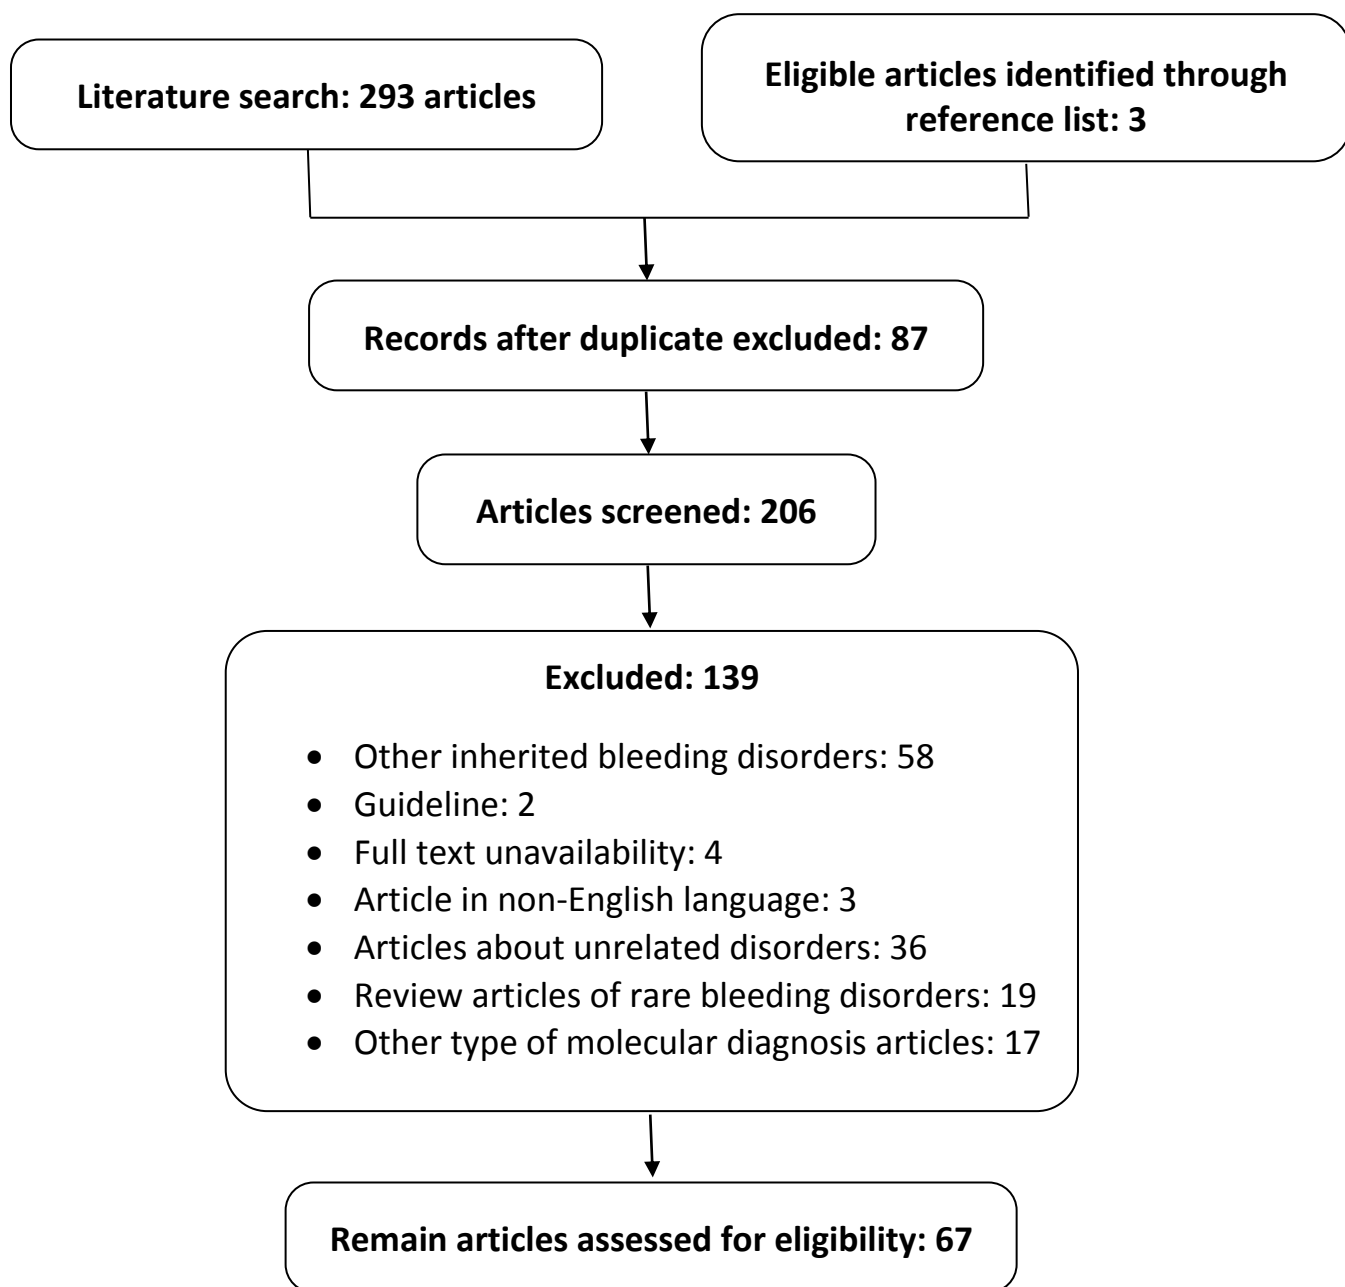 Literature search: 293 articles
Eligible articles identified through
reference list: 3
Records after duplicate excluded: 87
Articles screened: 206
Excluded: 139
• Other inherited bleeding disorders: 58
• Guideline: 2
• Full text unavailability: 4
• Article in non-English language: 3
• Articles about unrelated disorders: 36
• Review articles of rare bleeding disorders: 19
• Other type of molecular diagnosis articles: 17
Remain articles assessed for eligibility: 67